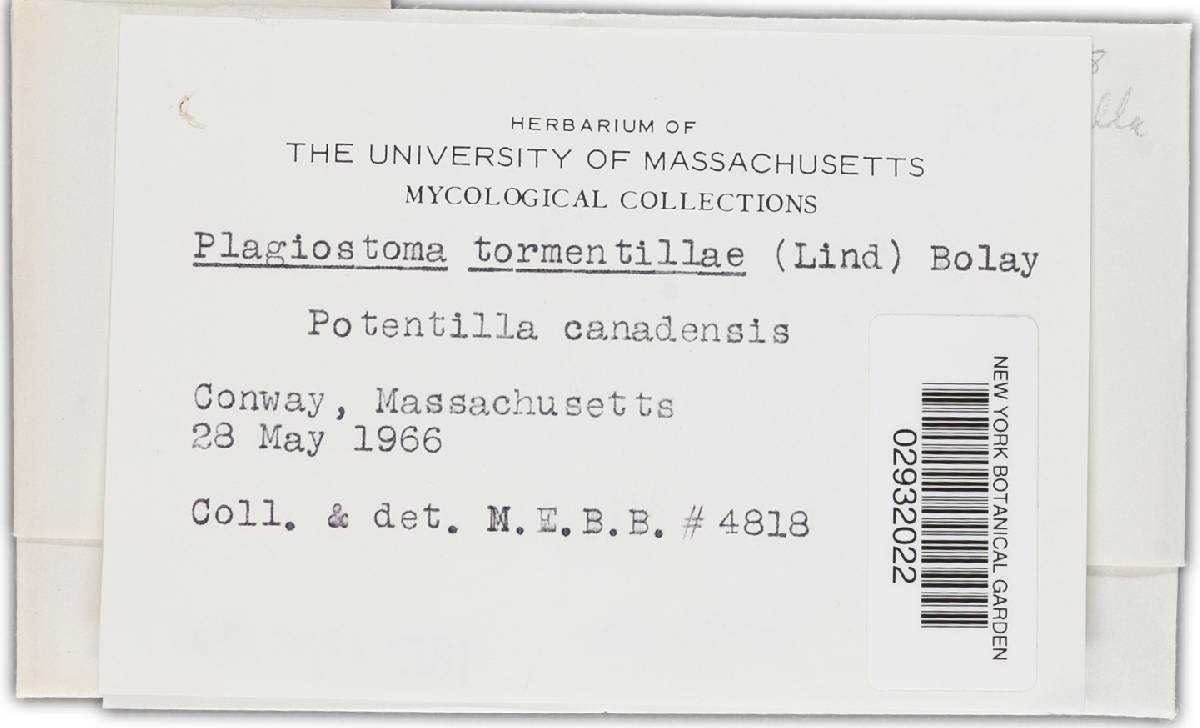 HERBARIUM OF
THE UNIVERSITY OF MASSACHUSETTS
MYCOLOGICAL COLLECTIONS
Plagiostoma tormentillae (Lind) Bolay
Potentilla canadensis
Conway, Massachusetts
28 May 1966
Coll. & det. M.E.B.B. # 4818
NEW YORK BOTANICAL GARDEN
02932022